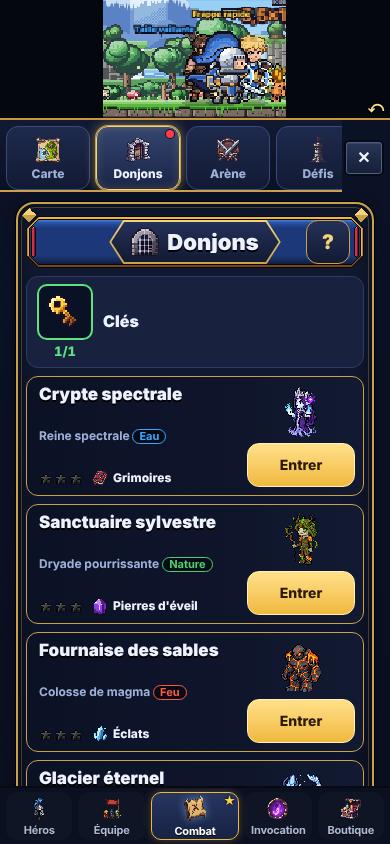 Frappe rapide
Taille vaillante
Carte
Donjons
Arène
Défis
×
Donjons
?
Clés
1/1
Crypte spectrale
Reine spectrale Eau
Grimoires
Entrer
Sanctuaire sylvestre
Dryade pourrissante Nature
Pierres d'éveil
Entrer
Fournaise des sables
Colosse de magma Feu
Éclats
Entrer
Glacier éternel
Héros
Équipe
Combat
Invocation
Boutique